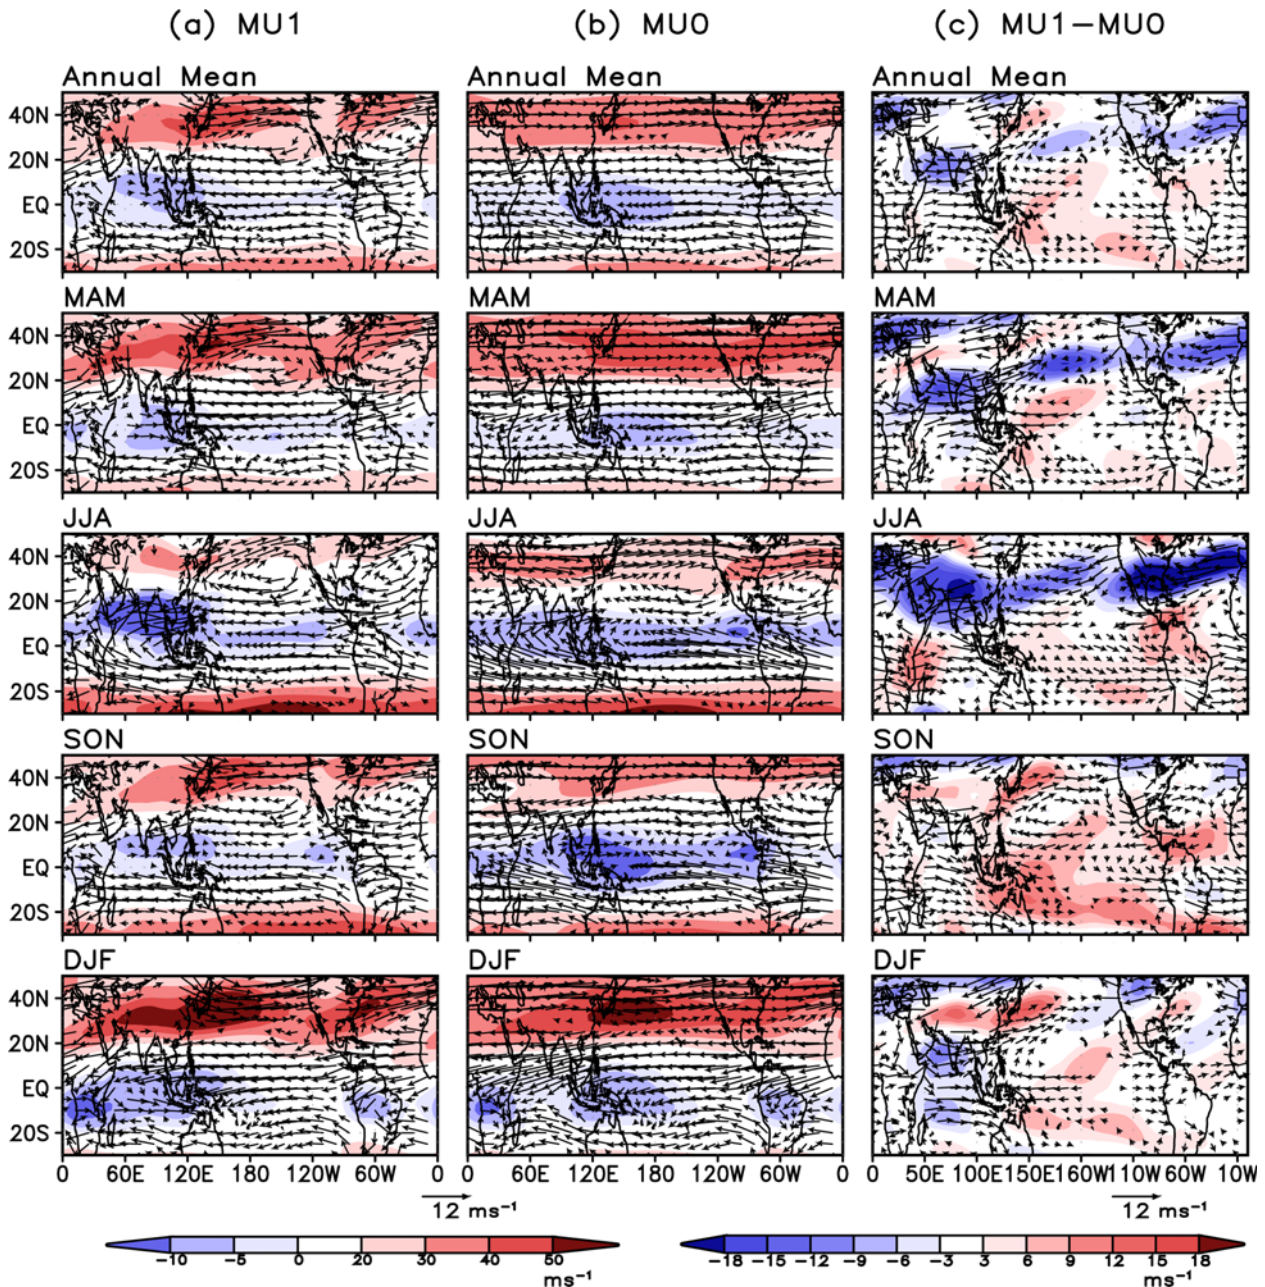 (a) MU1 (b) MU0 (c) MU1−MU0
Annual Mean Annual Mean Annual Mean
40N
20N
EQ
20S
MAM MAM MAM
40N
20N
EQ
20S
JJA JJA JJA
40N
20N
EQ
20S
SON SON SON
40N
20N
EQ
20S
DJF DJF DJF
40N
20N
EQ
20S
0 60E 120E 180 120W 60W 0 0 60E 120E 180 120W 60W 0 0 50E 100E 150E 160W 110W 60W 10W
12 ms⁻¹ 12 ms⁻¹
−10 −5 0 20 30 40 50 −18 −15 −12 −9 −6 −3 3 6 9 12 15 18
ms⁻¹ ms⁻¹